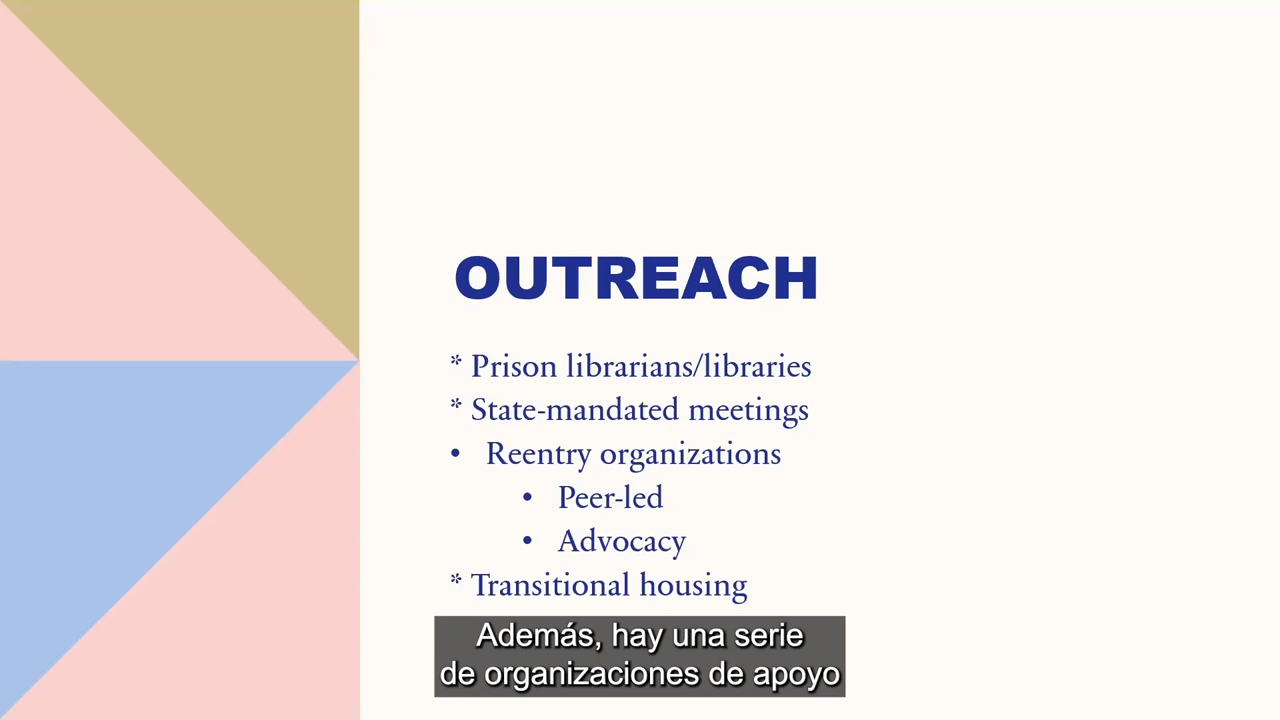 OUTREACH
* Prison librarians/libraries
* State-mandated meetings
• Reentry organizations
• Peer-led
• Advocacy
* Transitional housing
Además, hay una serie
de organizaciones de apoyo